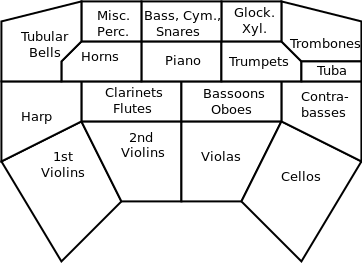 Misc.
Perc.
Bass, Cym.,
Snares
Glock.
Xyl.
Tubular
Bells
Horns
Piano
Trumpets
Trombones
Tuba
Harp
Clarinets
Flutes
Bassoons
Oboes
Contra-
basses
1st
Violins
2nd
Violins
Violas
Cellos